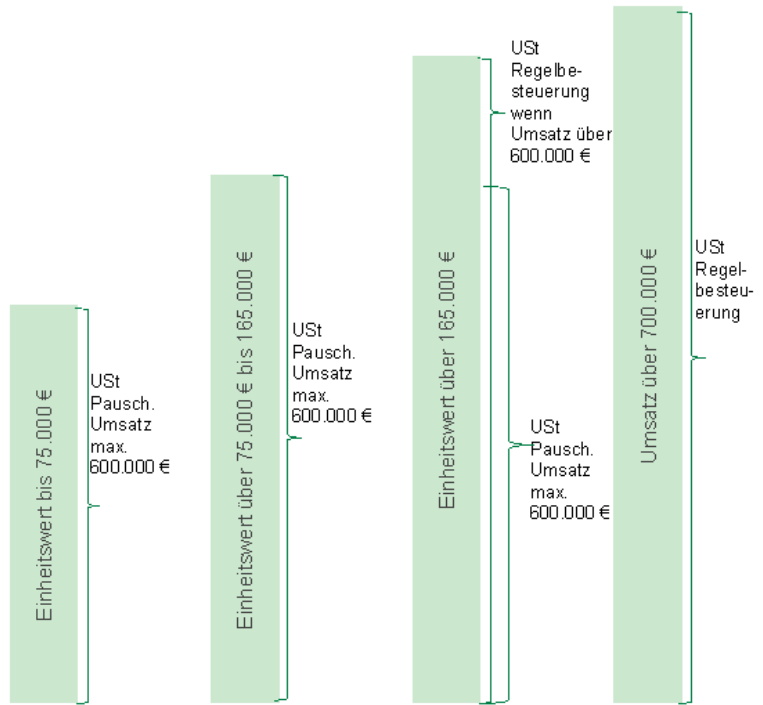 Einheitswert bis 75.000 €
USt
Pausch.
Umsatz
max.
600.000 €
Einheitswert über 75.000 € bis 165.000 €
USt
Pausch.
Umsatz
max.
600.000 €
Einheitswert über 165.000 €
USt
Regelbe-
steuerung
wenn
Umsatz über
600.000 €
USt
Pausch.
Umsatz
max.
600.000 €
Umsatz über 700.000 €
USt
Regel-
besteu-
erung